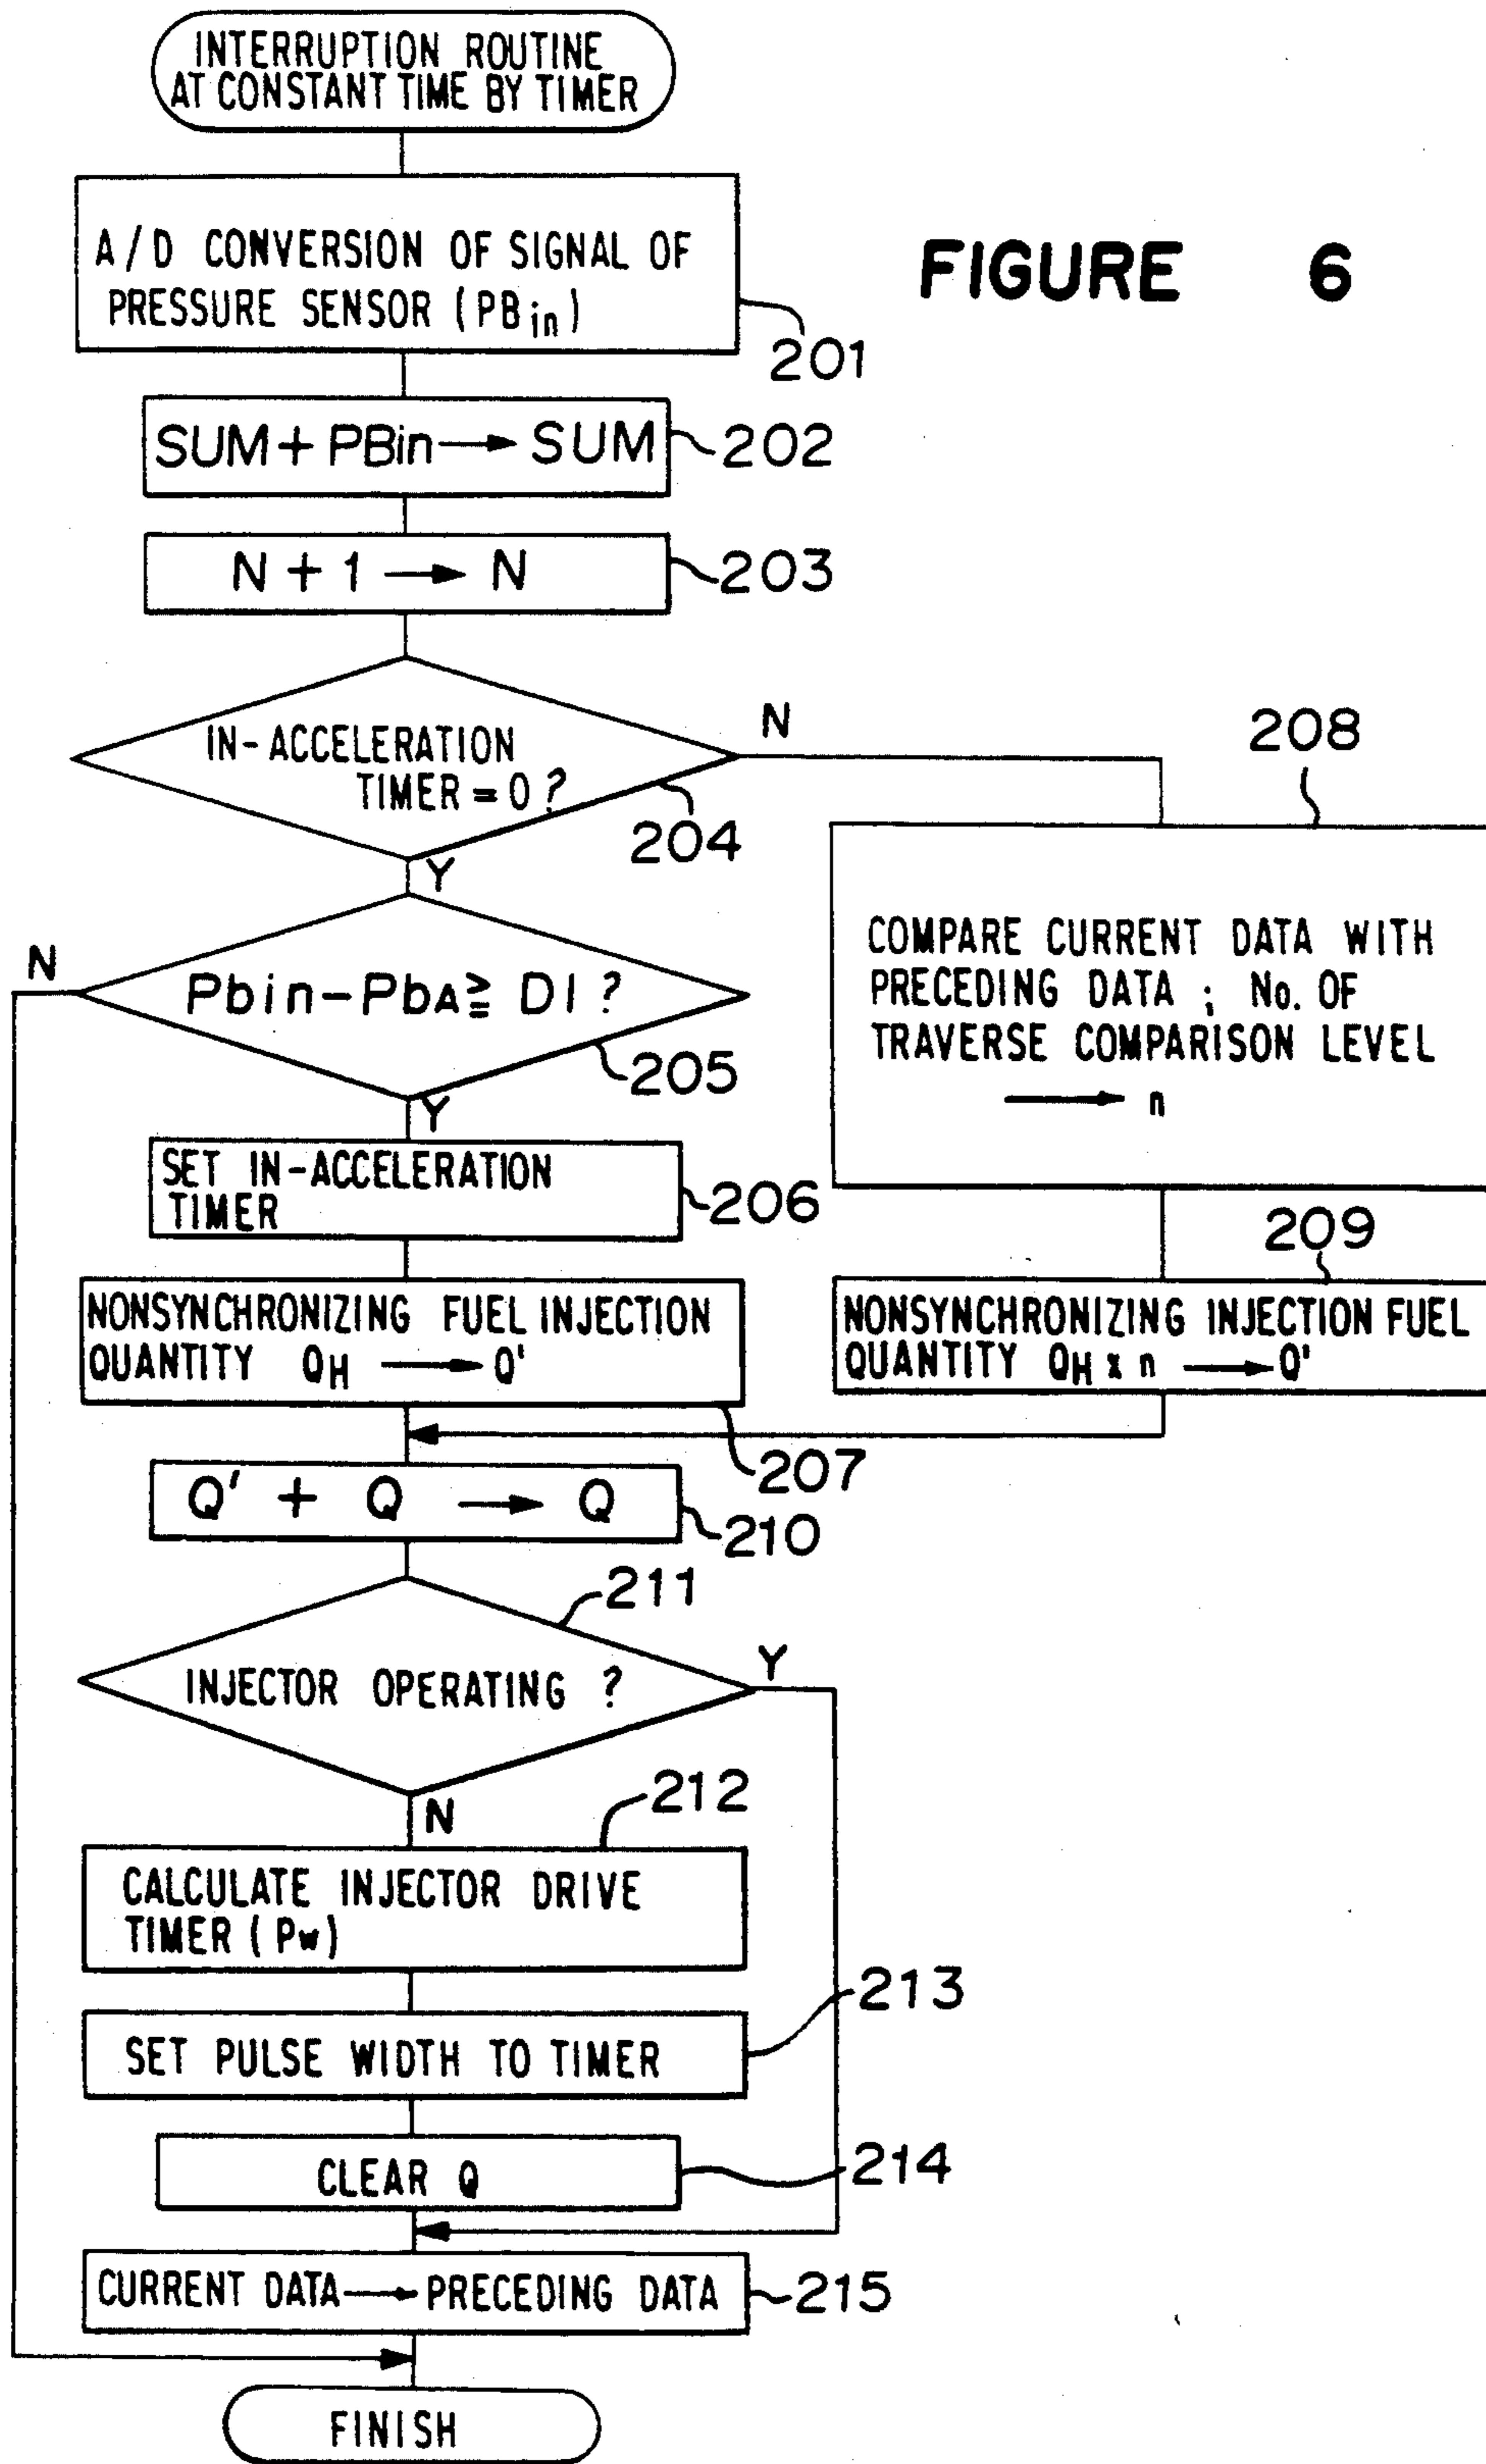 INTERRUPTION ROUTINE
AT CONSTANT TIME BY TIMER
FIGURE 6
A/D CONVERSION OF SIGNAL OF
PRESSURE SENSOR (PBin)
201
SUM + PBin → SUM
202
N + 1 → N
203
IN-ACCELERATION
TIMER = 0 ?
204
N
Y
208
COMPARE CURRENT DATA WITH
PRECEDING DATA ; No. OF
TRAVERSE COMPARISON LEVEL
→ n
N
Pbin-PbA ≧ DI ?
205
Y
SET IN-ACCELERATION
TIMER
206
209
NONSYNCHRONIZING FUEL INJECTION
QUANTITY QH → Q'
207
NONSYNCHRONIZING INJECTION FUEL
QUANTITY QH x n → Q'
Q' + Q → Q
210
211
INJECTOR OPERATING ?
Y
N
212
CALCULATE INJECTOR DRIVE
TIMER (Pw)
213
SET PULSE WIDTH TO TIMER
CLEAR Q
214
CURRENT DATA → PRECEDING DATA
215
FINISH